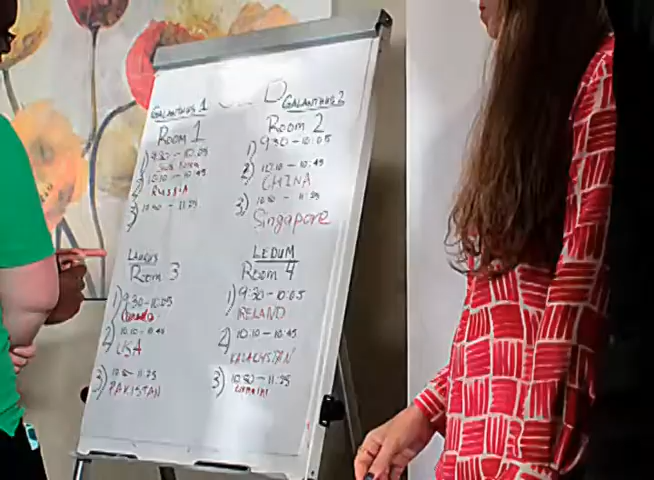 GALANTHUS 1
Room 1
1) 9:30 - 10:05
2) 10:10 - 10:45
RUSSIA
3) 10:50 - 11:25
GALANTHUS 2
Room 2
1) 9:30 - 10:05
2) 10:10 - 10:45
CHINA
3) 10:50 - 11:25
Singapore
Room 3
1) 9:30 - 10:05
Canada
2) 10:10 - 10:45
USA
3) 10:50 - 11:25
PAKISTAN
LEDUM
Room 4
1) 9:30 - 10:05
IRELAND
2) 10:10 - 10:45
KAZAKHSTAN
3) 10:50 - 11:25